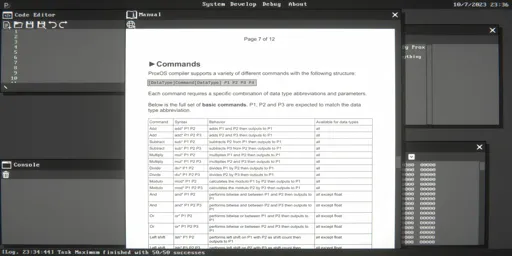 System Develop Debug About
10/7/2023 23:36
Code Editor
Manual
Page 7 of 12
►Commands
ProxOS compiler supports a variety of different commands with the following structure:
[DataType]Command[DataType] P1 P2 P3 P4
Each command requires a specific combination of data type abbreviations and parameters.
Below is the full set of basic commands. P1, P2 and P3 are expected to match the data
type abbreviation.
Command Syntax Behavior Available for data types
Add add* P1 P2 adds P1 and P2 then outputs to P1 all
Add add* P1 P2 P3 adds P2 and P3 then outputs to P1 all
Subtract sub* P1 P2 subtracts P2 from P1 then outputs to P1 all
Subtract sub* P1 P2 P3 subtracts P3 from P2 then outputs to P1 all
Multiply mul* P1 P2 multiplies P1 and P2 then outputs to P1 all
Multiply mul* P1 P2 P3 multiplies P2 and P3 then outputs to P1 all
Divide div* P1 P2 divides P1 by P2 then outputs to P1 all
Divide div* P1 P2 P3 divides P2 by P3 then outputs to P1 all
Modulo mod* P1 P2 calculates the modulo P1 by P2 then outputs to P1 all except float
Modulo mod* P1 P2 P3 calculates the modulo P2 by P3 then outputs to P1 all except float
And and* P1 P2 performs bitwise and between P1 and P2 then outputs to
P1 all except float
And and* P1 P2 P3 performs bitwise and between P2 and P3 then outputs to
P1 all except float
Or or* P1 P2 performs bitwise or between P1 and P2 then outputs to
P1 all except float
Or or* P1 P2 P3 performs bitwise or between P2 and P3 then outputs to
P1 all except float
Left shift performs left shift on P1 with P2 as shift count then
outputs to P1 all except float
Console
[Log, 23:34:44] Task Maximum finished with 50/50 successes